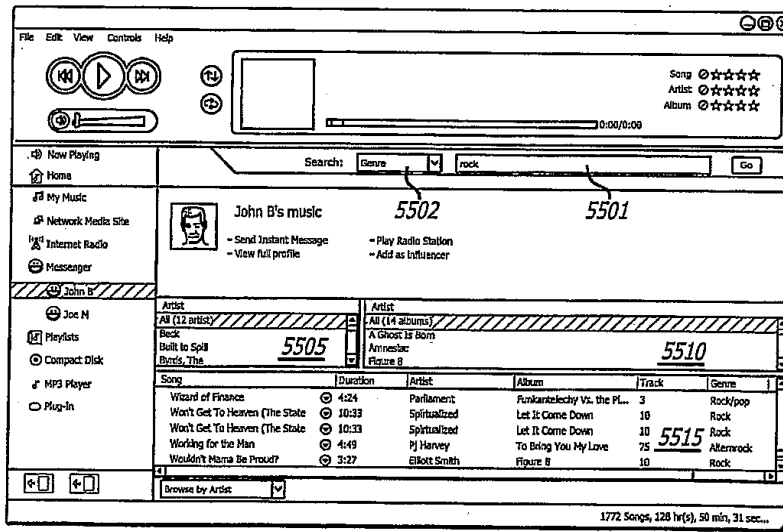 File Edit View Controls Help
Song
Artist
Album
0:00/0:00
Now Playing
Home
My Music
Network Media Site
Internet Radio
Messenger
John B
Joe M
Playlists
Compact Disk
MP3 Player
Plug-In
Search: Genre rock Go
5502 5501
John B's music
- Send Instant Message - Play Radio Station
- View full profile - Add as Influencer
Artist Artist
All (12 artist) All (14 albums)
Beck A Ghost Is Born
Built to Spill Amnesiac
Byrds, The Figure 8
5505 5510
Song Duration Artist Album Track Genre
Wizard of Finance 4:24 Parliament Funkantelechy Vs. the Pl... 3 Rock/pop
Won't Get To Heaven (The State 10:33 Spiritualized Let It Come Down 10 Rock
Won't Get To Heaven (The State 10:33 Spiritualized Let It Come Down 10 Rock
Working for the Man 4:49 PJ Harvey To Bring You My Love 75 Alternrock
Wouldn't Mama Be Proud? 3:27 Elliott Smith Figure 8 10 Rock
5515
Browse by Artist
1772 Songs, 128 hr(s), 50 min, 31 sec...